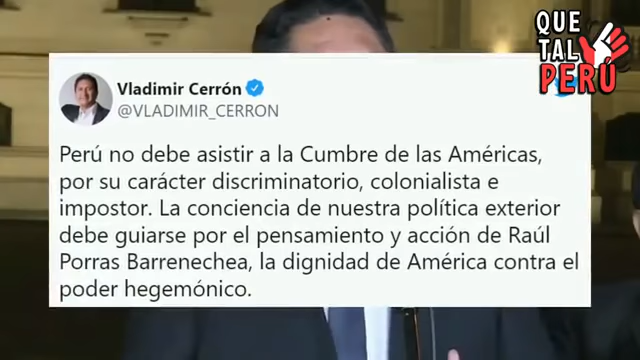 QUE
TAL
PERÚ
Vladimir Cerrón
@VLADIMIR_CERRON
Perú no debe asistir a la Cumbre de las Américas,
por su carácter discriminatorio, colonialista e
impostor. La conciencia de nuestra política exterior
debe guiarse por el pensamiento y acción de Raúl
Porras Barrenechea, la dignidad de América contra el
poder hegemónico.